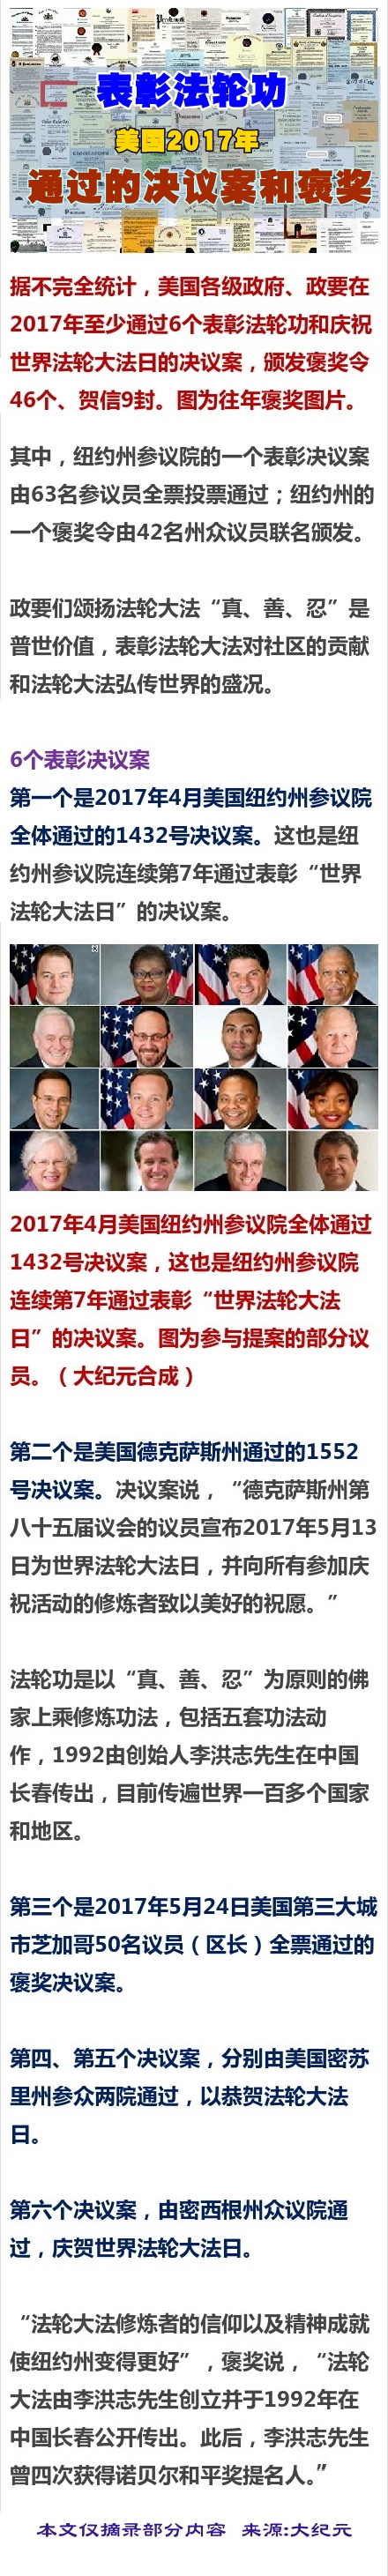 表彰法轮功
美国2017年
通过的决议案和褒奖
据不完全统计，美国各级政府、政要在
2017年至少通过6个表彰法轮功和庆祝
世界法轮大法日的决议案，颁发褒奖令
46个、贺信9封。图为往年褒奖图片。
其中，纽约州参议院的一个表彰决议案
由63名参议员全票投票通过；纽约州的
一个褒奖令由42名州众议员联名颁发。
政要们颂扬法轮大法“真、善、忍”是
普世价值，表彰法轮大法对社区的贡献
和法轮大法弘传世界的盛况。
6个表彰决议案
第一个是2017年4月美国纽约州参议院
全体通过的1432号决议案。这也是纽
约州参议院连续第7年通过表彰“世界
法轮大法日”的决议案。
2017年4月美国纽约州参议院全体通过
1432号决议案，这也是纽约州参议院
连续第7年通过表彰“世界法轮大法
日”的决议案。图为参与提案的部分议
员。（大纪元合成）
第二个是美国德克萨斯州通过的1552
号决议案。决议案说，“德克萨斯州第
八十五届议会的议员宣布2017年5月13
日为世界法轮大法日，并向所有参加庆
祝活动的修炼者致以美好的祝愿。”
法轮功是以“真、善、忍”为原则的佛
家上乘修炼功法，包括五套功法动
作，1992由创始人李洪志先生在中国
长春传出，目前传遍世界一百多个国家
和地区。
第三个是2017年5月24日美国第三大城
市芝加哥50名议员（区长）全票通过的
褒奖决议案。
第四、第五个决议案，分别由美国密苏
里州参众两院通过，以恭贺法轮大法
日。
第六个决议案，由密西根州众议院通
过，庆贺世界法轮大法日。
“法轮大法修炼者的信仰以及精神成就
使纽约州变得更好”，褒奖说，“法轮
大法由李洪志先生创立并于1992年在
中国长春公开传出。此后，李洪志先生
曾四次获得诺贝尔和平奖提名人。”
本文仅摘录部分内容 来源:大纪元